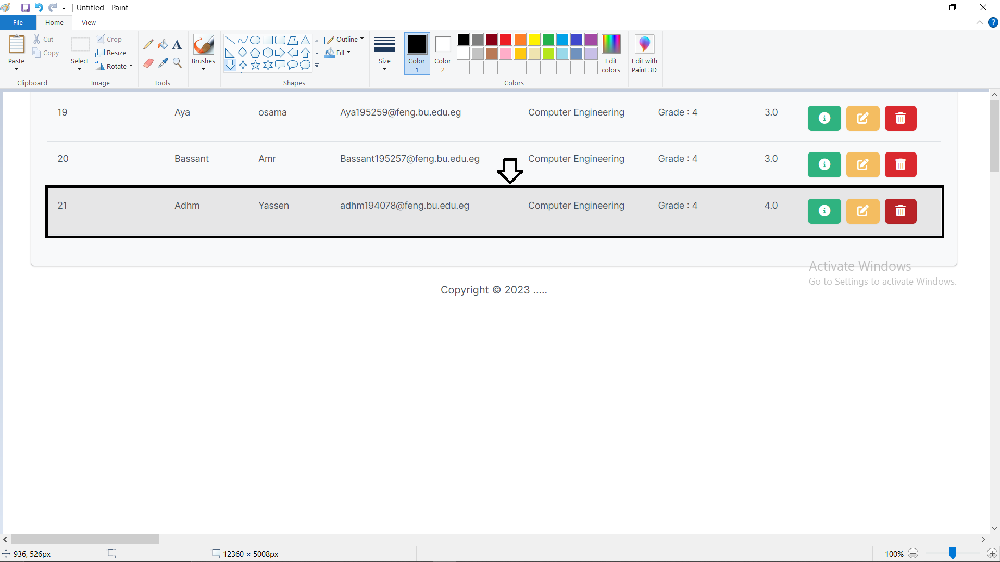 Untitled - Paint
File Home View
Paste
Cut
Copy
Clipboard
Select
Crop
Resize
Rotate
Image
A
Tools
Brushes
Outline
Fill
Shapes
Size
Color 1
Color 2
Edit colors
Colors
Edit with Paint 3D
19 Aya osama Aya195259@feng.bu.edu.eg Computer Engineering Grade : 4 3.0
20 Bassant Amr Bassant195257@feng.bu.edu.eg Computer Engineering Grade : 4 3.0
21 Adhm Yassen adhm194078@feng.bu.edu.eg Computer Engineering Grade : 4 4.0
Activate Windows
Go to Settings to activate Windows.
Copyright © 2023 .....
936, 526px 12360 × 5008px 100%